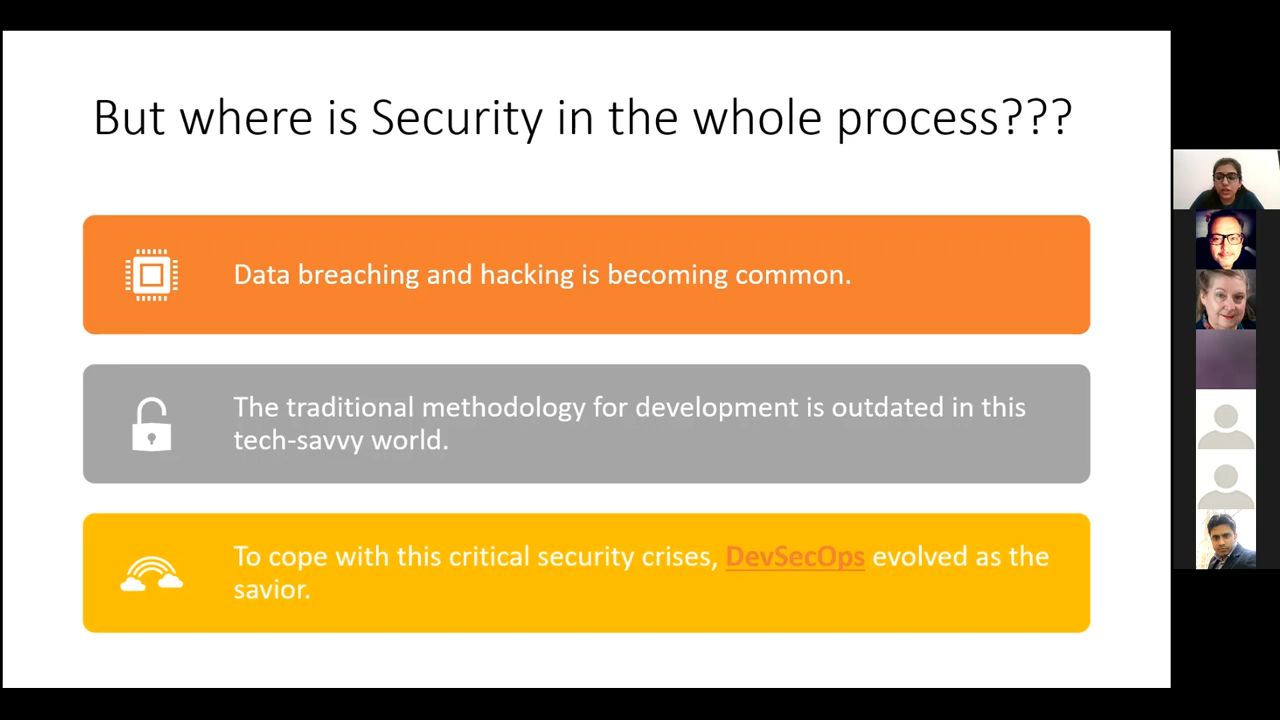 But where is Security in the whole process???
Data breaching and hacking is becoming common.
The traditional methodology for development is outdated in this
tech-savvy world.
To cope with this critical security crises, DevSecOps evolved as the
savior.